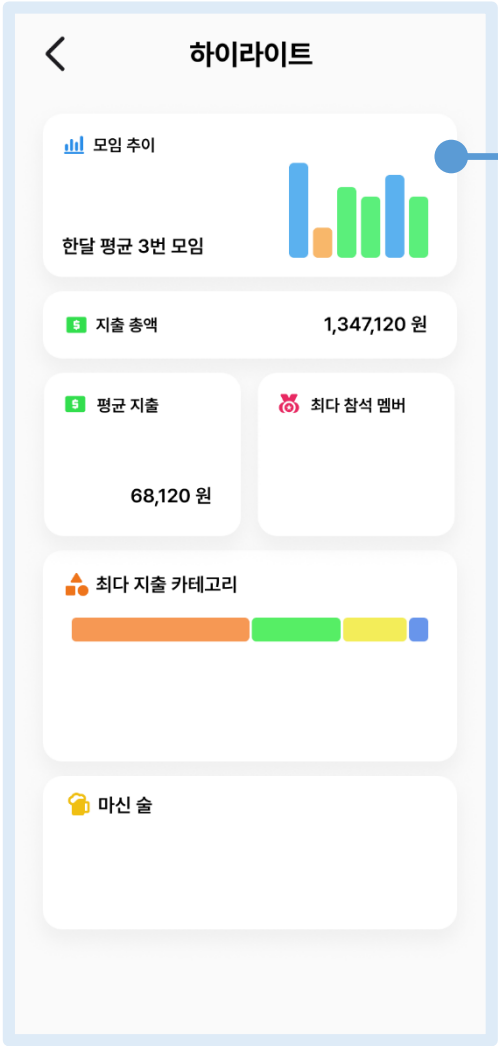 하이라이트
모임 추이
한달 평균 3번 모임
지출 총액
1,347,120 원
평균 지출
68,120 원
최다 참석 멤버
최다 지출 카테고리
마신 술